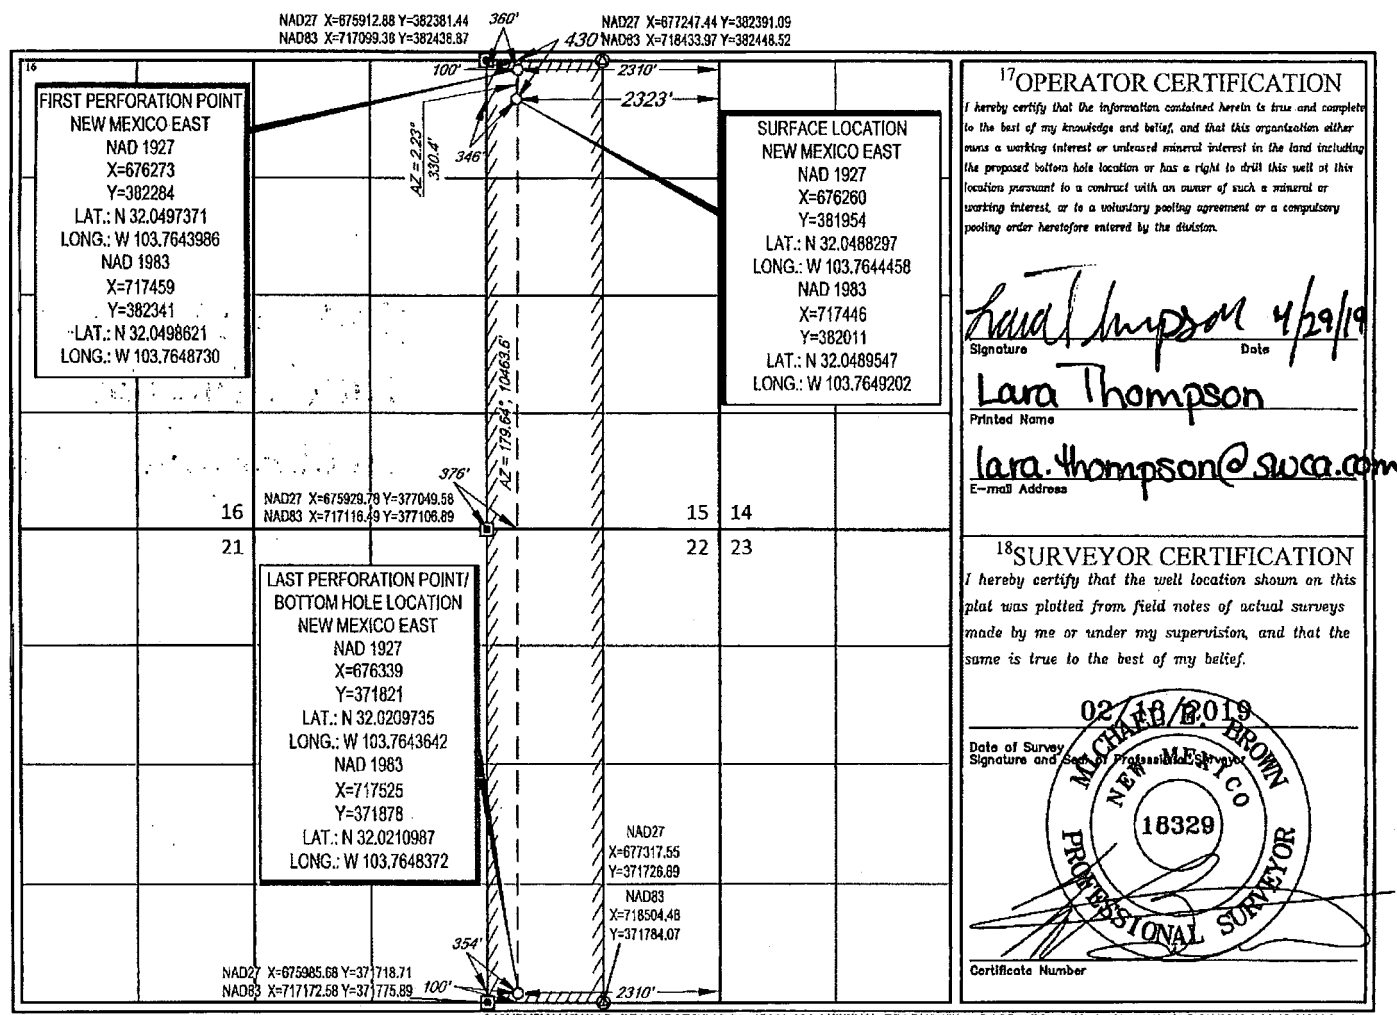 NAD27 X=675912.88 Y=382381.44
NAD83 X=717099.38 Y=382438.87
360'
430'
NAD27 X=677247.44 Y=382391.09
NAD83 X=718433.97 Y=382448.52
16
100'
2310'
2323'
346'
AZ = 2.23°
330.4'
FIRST PERFORATION POINT
NEW MEXICO EAST
NAD 1927
X=676273
Y=382284
LAT.: N 32.0497371
LONG.: W 103.7643986
NAD 1983
X=717459
Y=382341
LAT.: N 32.0498621
LONG.: W 103.7648730
SURFACE LOCATION
NEW MEXICO EAST
NAD 1927
X=676260
Y=381954
LAT.: N 32.0488297
LONG.: W 103.7644458
NAD 1983
X=717446
Y=382011
LAT.: N 32.0489547
LONG.: W 103.7649202
AZ = 179.64°, 10463.6'
376'
NAD27 X=675929.78 Y=377049.58
NAD83 X=717116.49 Y=377106.89
16
15 14
21
22 23
LAST PERFORATION POINT/
BOTTOM HOLE LOCATION
NEW MEXICO EAST
NAD 1927
X=676339
Y=371821
LAT.: N 32.0209735
LONG.: W 103.7643642
NAD 1983
X=717525
Y=371878
LAT.: N 32.0210987
LONG.: W 103.7648372
NAD27
X=677317.55
Y=371726.89
NAD83
X=718504.48
Y=371784.07
354'
NAD27 X=675985.68 Y=371718.71
NAD83 X=717172.58 Y=371775.89
100'
2310'
17 OPERATOR CERTIFICATION
I hereby certify that the information contained herein is true and complete
to the best of my knowledge and belief, and that this organization either
owns a working interest or unleased mineral interest in the land including
the proposed bottom hole location or has a right to drill this well at this
location pursuant to a contract with an owner of such a mineral or
working interest, or to a voluntary pooling agreement or a compulsory
pooling order heretofore entered by the division.
Lara Thompson 4/29/19
Signature Date
Lara Thompson
Printed Name
lara.thompson@swca.com
E-mail Address
18 SURVEYOR CERTIFICATION
I hereby certify that the well location shown on this
plat was plotted from field notes of actual surveys
made by me or under my supervision, and that the
same is true to the best of my belief.
02/18/2019
Date of Survey
Signature and Seal of Professional Surveyor
MICHAEL B. BROWN
NEW MEXICO
18329
PROFESSIONAL SURVEYOR
Certificate Number